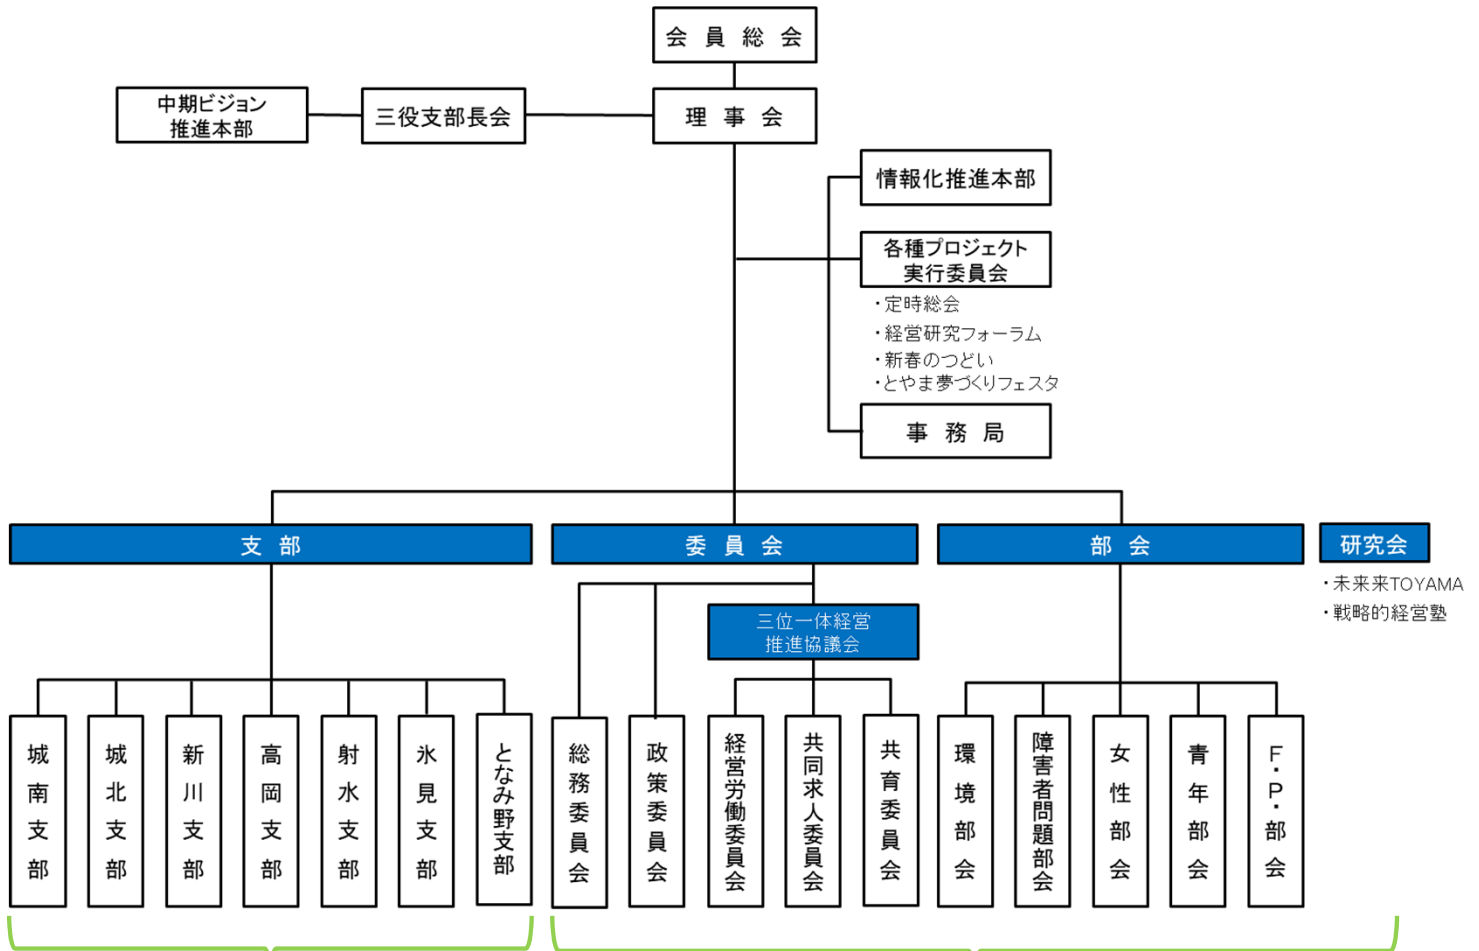 会員総会
中期ビジョン
推進本部
三役支部長会
理事会
情報化推進本部
各種プロジェクト
実行委員会
・定時総会
・経営研究フォーラム
・新春のつどい
・とやま夢づくりフェスタ
事務局
支部
委員会
部会
研究会
・未来来TOYAMA
・戦略的経営塾
三位一体経営
推進協議会
城南支部
城北支部
新川支部
高岡支部
射水支部
氷見支部
となみ野支部
総務委員会
政策委員会
経営労働委員会
共同求人委員会
共育委員会
環境部会
障害者問題部会
女性部会
青年部会
F・P・部会